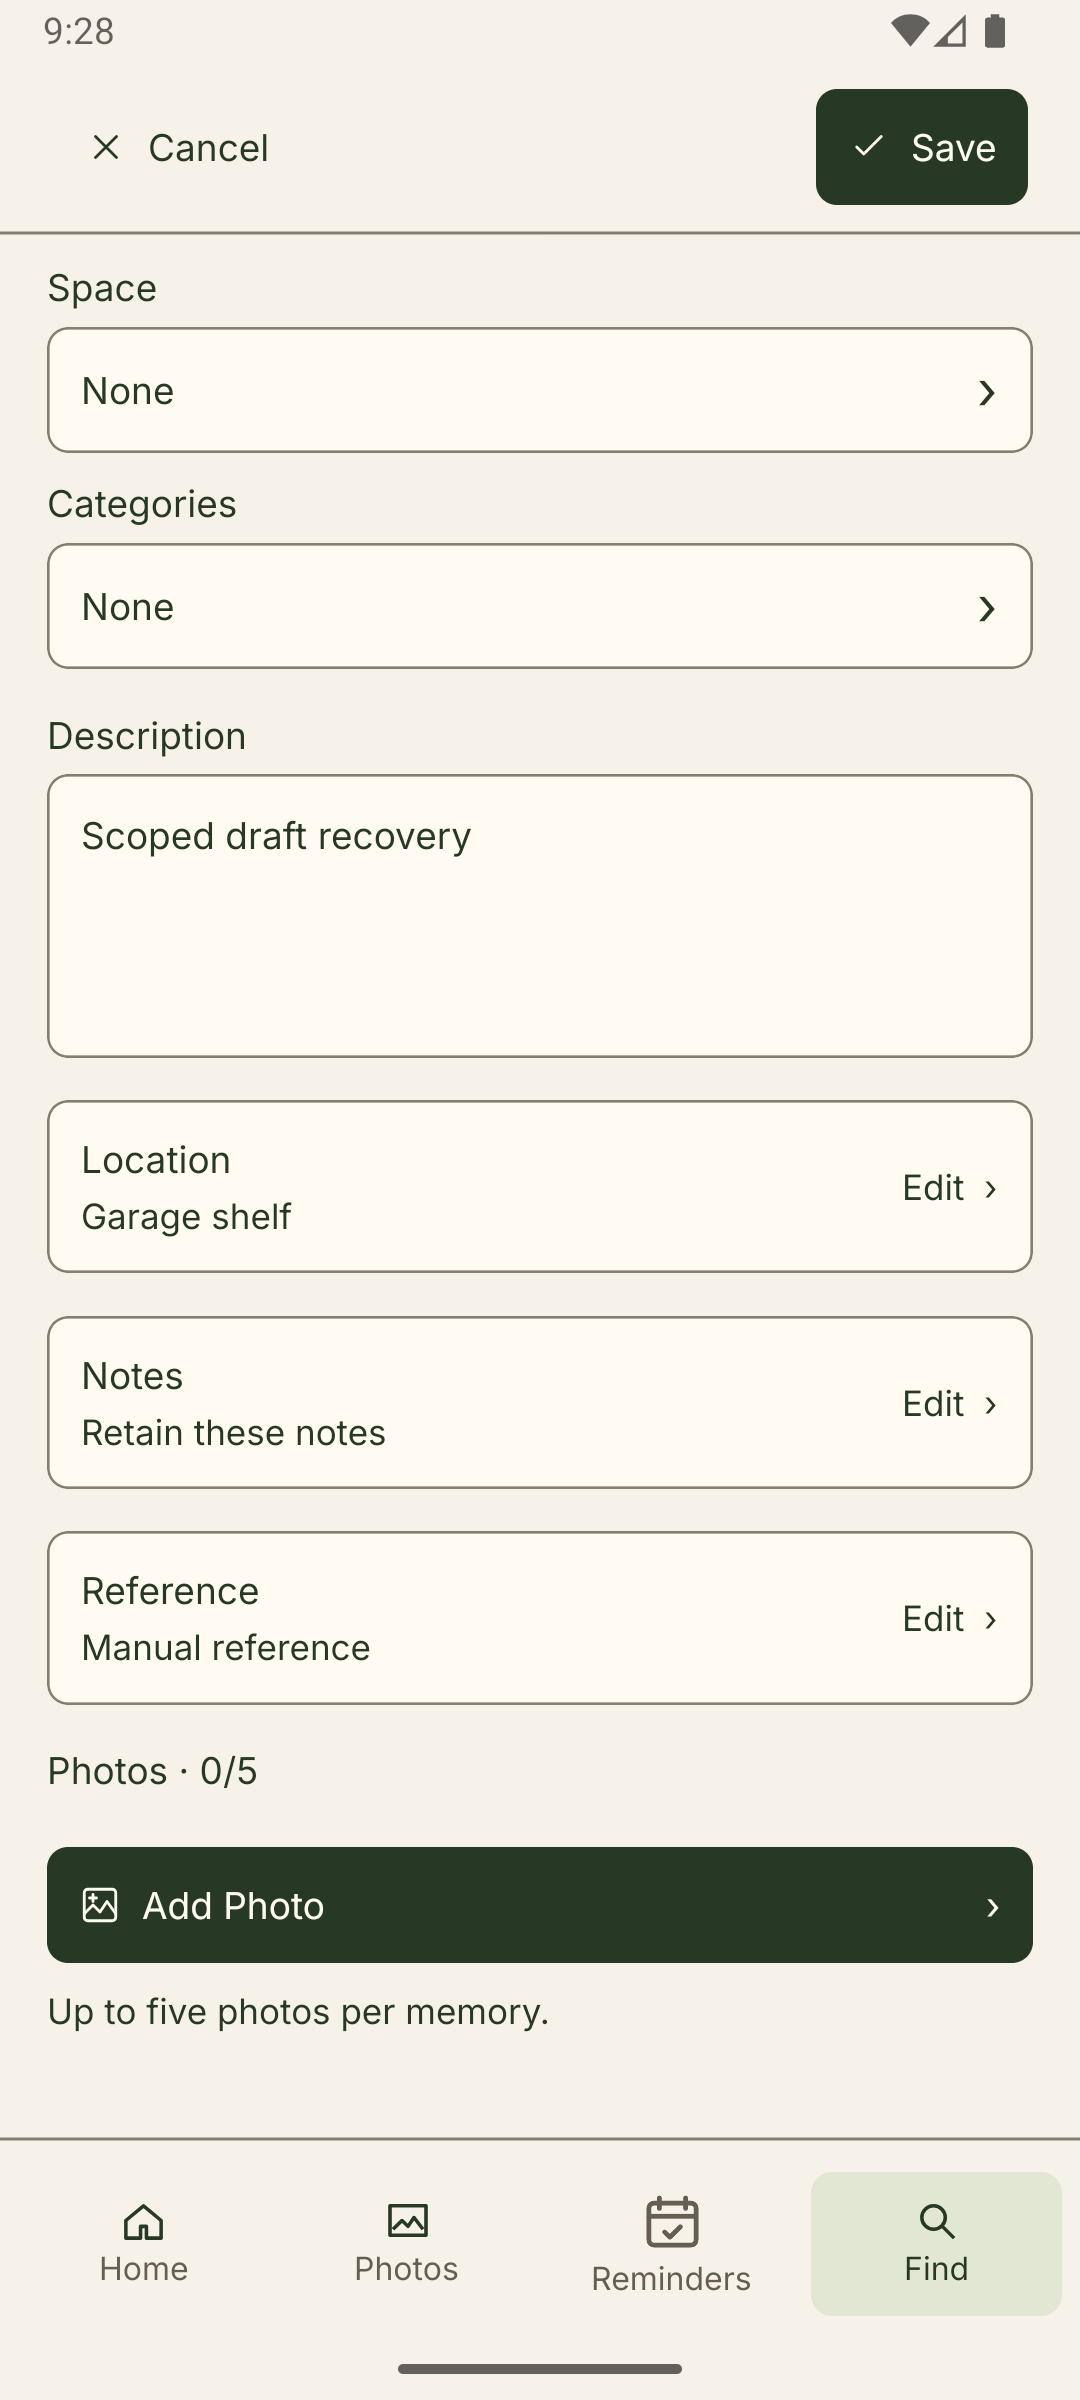 9:28
Cancel
Save
Space
None
Categories
None
Description
Scoped draft recovery
Location
Garage shelf
Edit ›
Notes
Retain these notes
Edit ›
Reference
Manual reference
Edit ›
Photos · 0/5
Add Photo ›
Up to five photos per memory.
Home
Photos
Reminders
Find